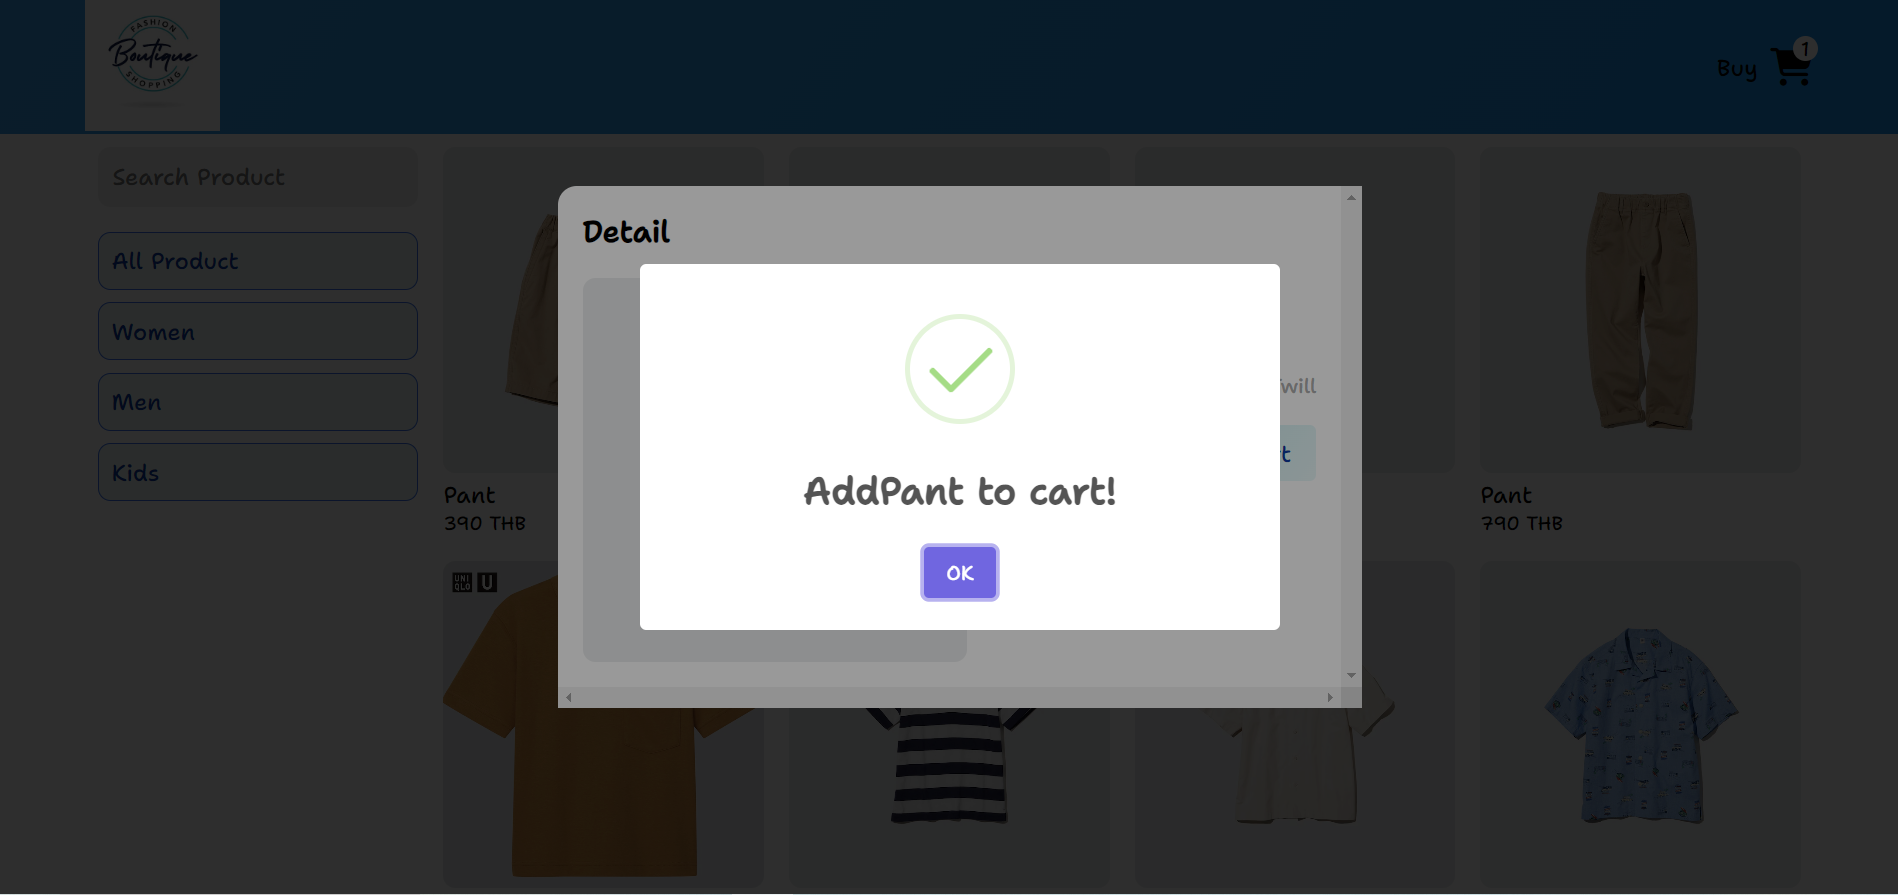 FASHION
Boutique
SHOPPING
Buy
1
Search Product
All Product
Women
Men
Kids
Detail
will
t
AddPant to cart!
OK
Pant
390 THB
Pant
790 THB
UNI
QLO
U